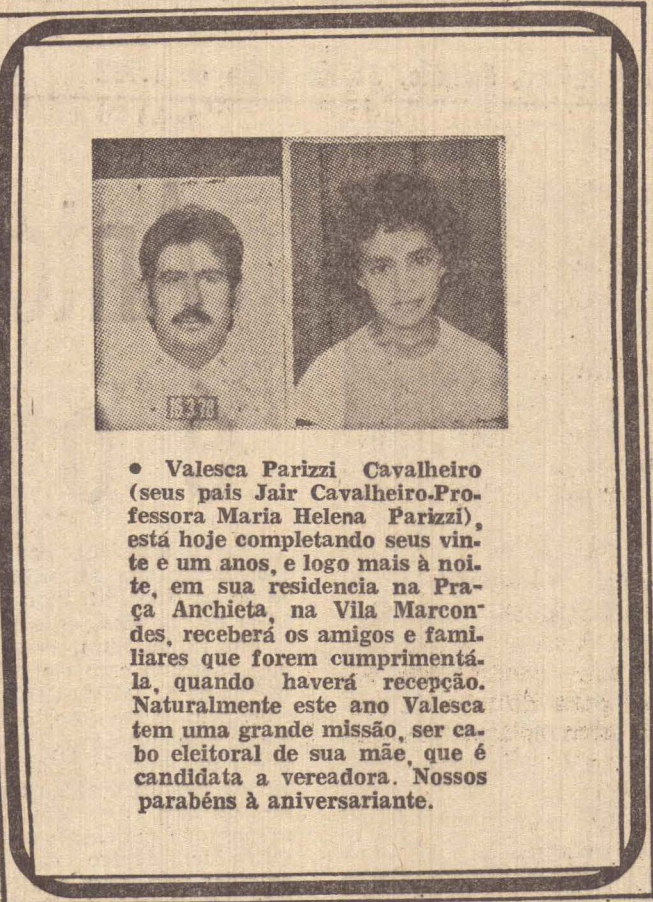 16 3 78
• Valesca Parizzi Cavalheiro
(seus pais Jair Cavalheiro-Pro-
fessora Maria Helena Parizzi),
está hoje completando seus vin-
te e um anos, e logo mais à noi-
te, em sua residencia na Pra-
ça Anchieta, na Vila Marcon-
des, receberá os amigos e fami-
liares que forem cumprimentá-
la, quando haverá recepção.
Naturalmente este ano Valesca
tem uma grande missão, ser ca-
bo eleitoral de sua mãe, que é
candidata a vereadora. Nossos
parabéns à aniversariante.